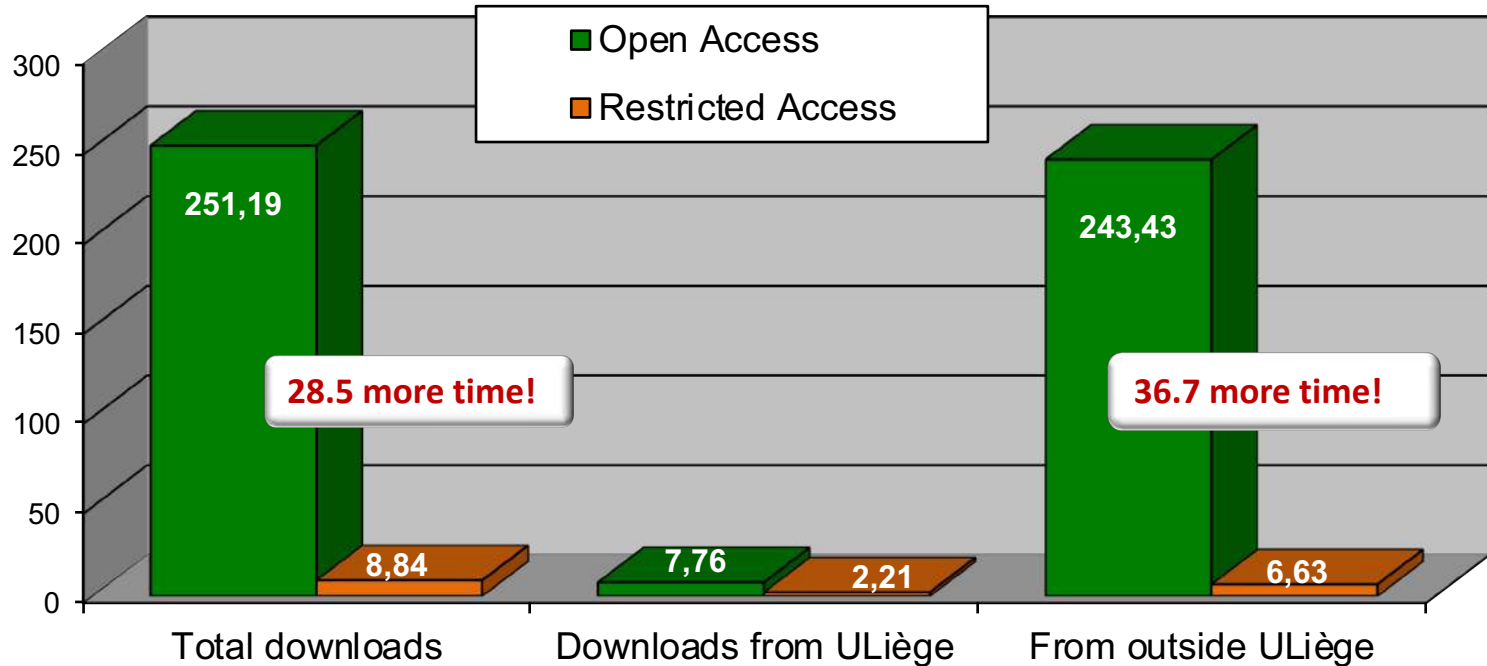 Open Access
Restricted Access
300
250
200
150
100
50
0
251,19
8,84
28.5 more time!
7,76
2,21
243,43
6,63
36.7 more time!
Total downloads
Downloads from ULiège
From outside ULiège